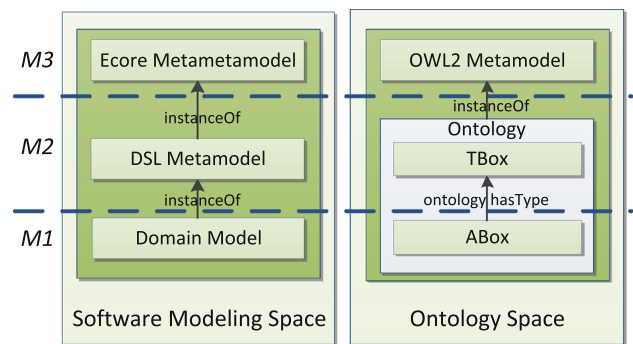 M3
Ecore Metametamodel
OWL2 Metamodel
instanceOf
instanceOf
Ontology
M2
DSL Metamodel
TBox
instanceOf
ontology hasType
M1
Domain Model
ABox
Software Modeling Space
Ontology Space